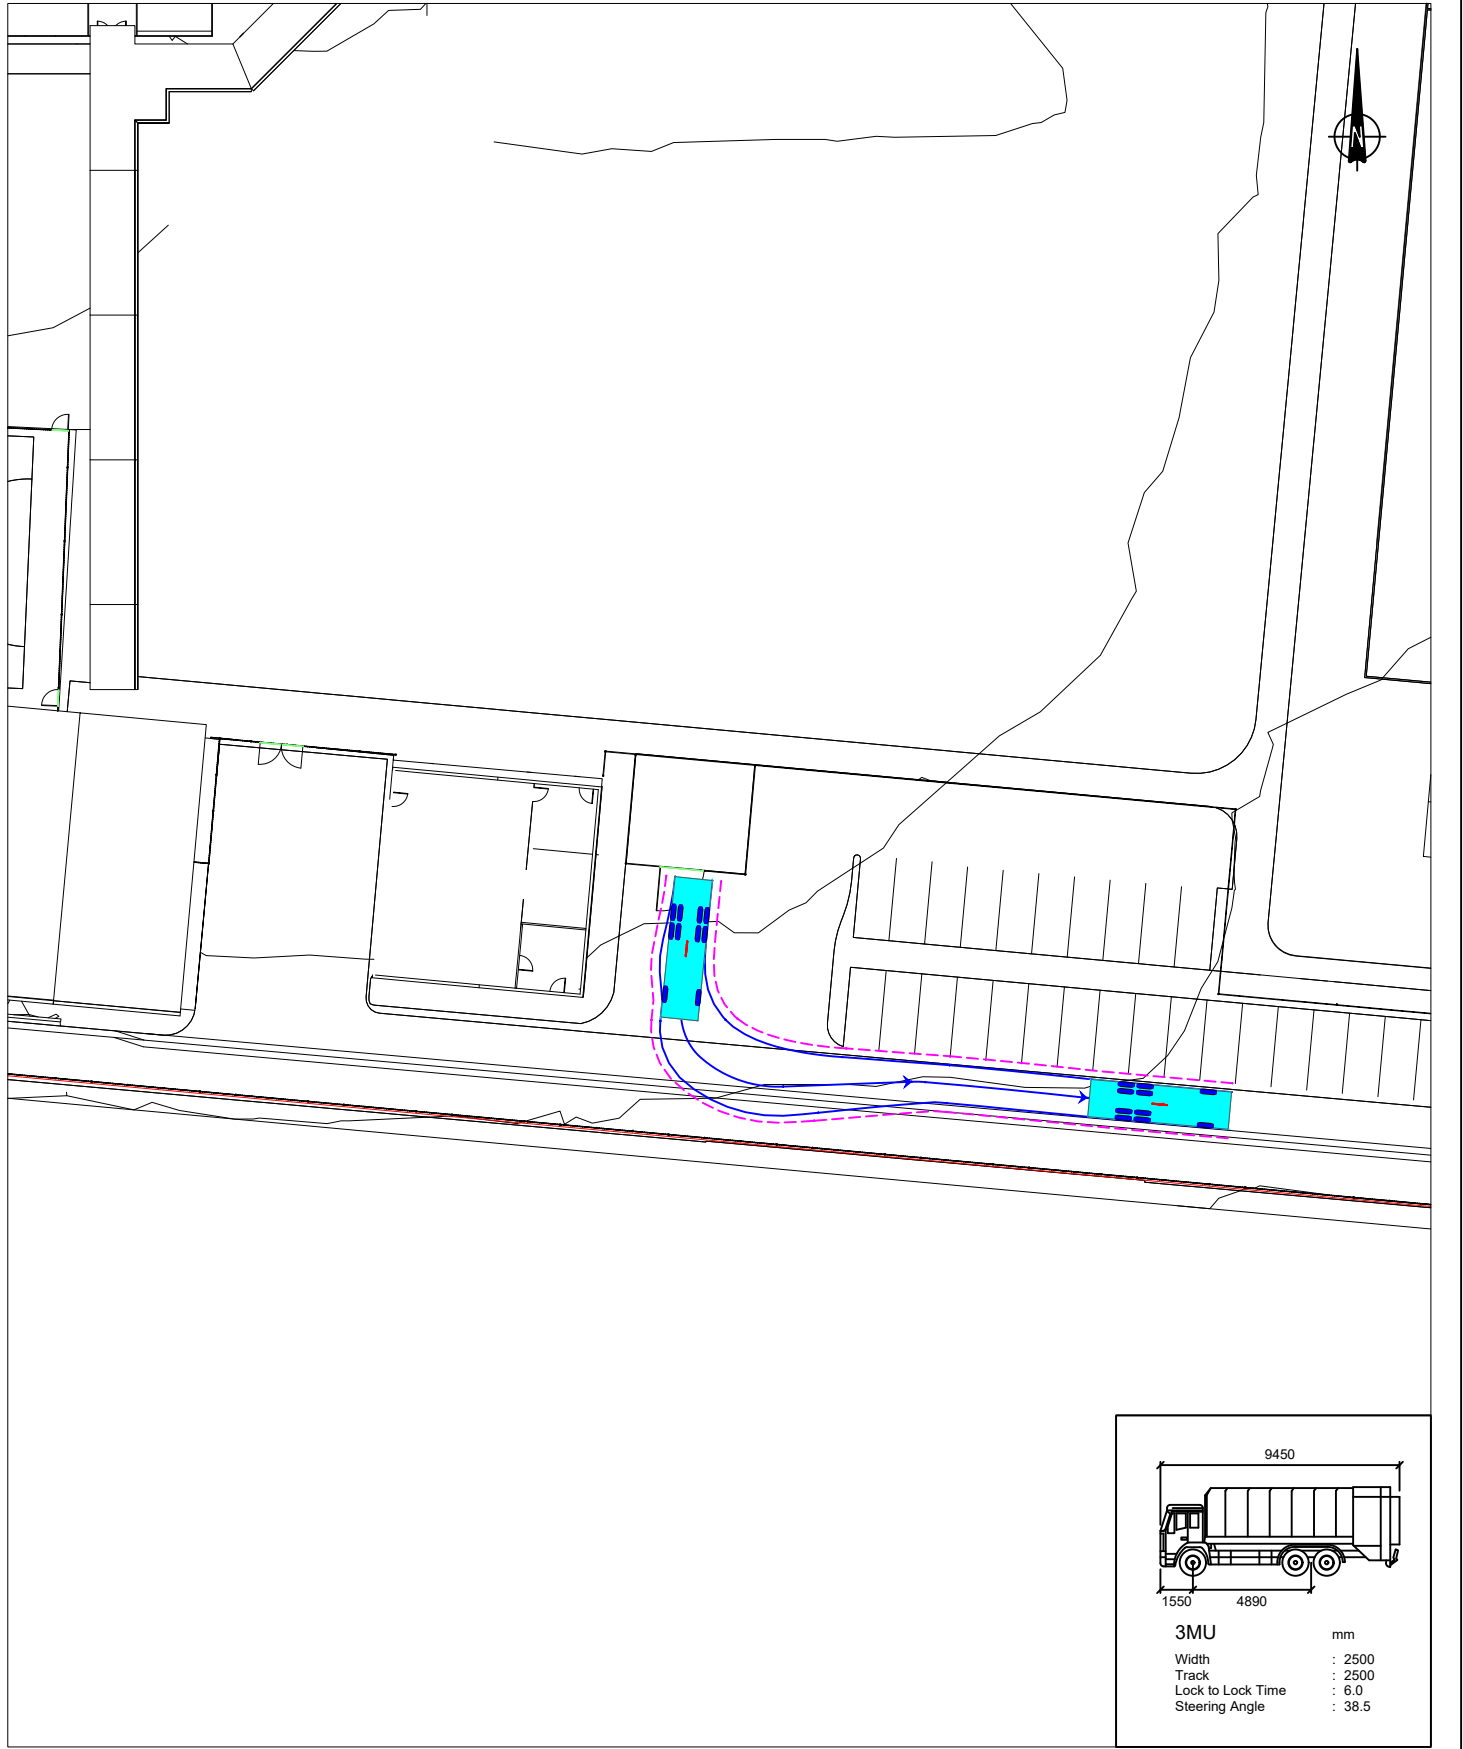 N
9450
1550 4890
3MU mm
Width : 2500
Track : 2500
Lock to Lock Time : 6.0
Steering Angle : 38.5